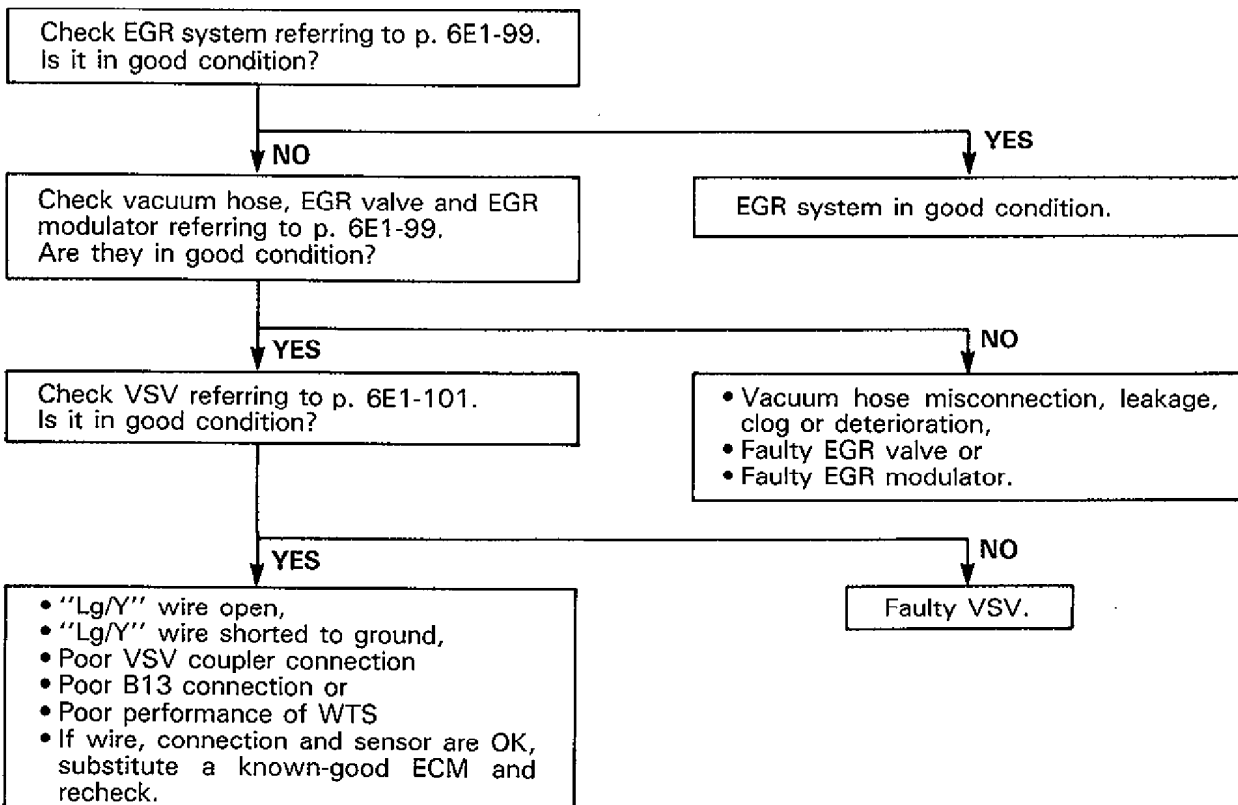 Check EGR system referring to p. 6E1-99.
Is it in good condition?
NO
YES
Check vacuum hose, EGR valve and EGR
modulator referring to p. 6E1-99.
Are they in good condition?
EGR system in good condition.
YES
NO
Check VSV referring to p. 6E1-101.
Is it in good condition?
• Vacuum hose misconnection, leakage,
clog or deterioration,
• Faulty EGR valve or
• Faulty EGR modulator.
YES
NO
• "Lg/Y" wire open,
• "Lg/Y" wire shorted to ground,
• Poor VSV coupler connection
• Poor B13 connection or
• Poor performance of WTS
• If wire, connection and sensor are OK,
substitute a known-good ECM and
recheck.
Faulty VSV.